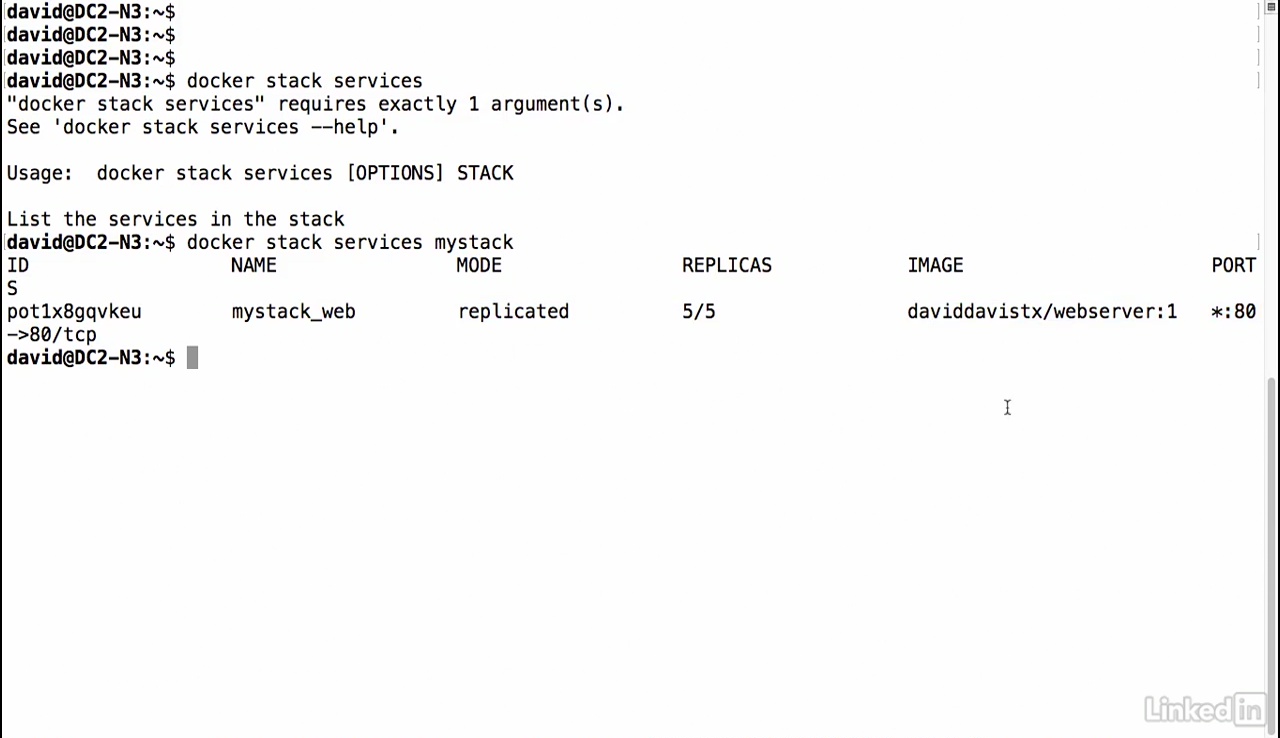 david@DC2-N3:~$
david@DC2-N3:~$
david@DC2-N3:~$
david@DC2-N3:~$ docker stack services
"docker stack services" requires exactly 1 argument(s).
See 'docker stack services --help'.
Usage:  docker stack services [OPTIONS] STACK
List the services in the stack
david@DC2-N3:~$ docker stack services mystack
ID NAME MODE REPLICAS IMAGE PORT
S
pot1x8gqvkeu mystack_web replicated 5/5 daviddavistx/webserver:1 *:80
->80/tcp
david@DC2-N3:~$
Linked in